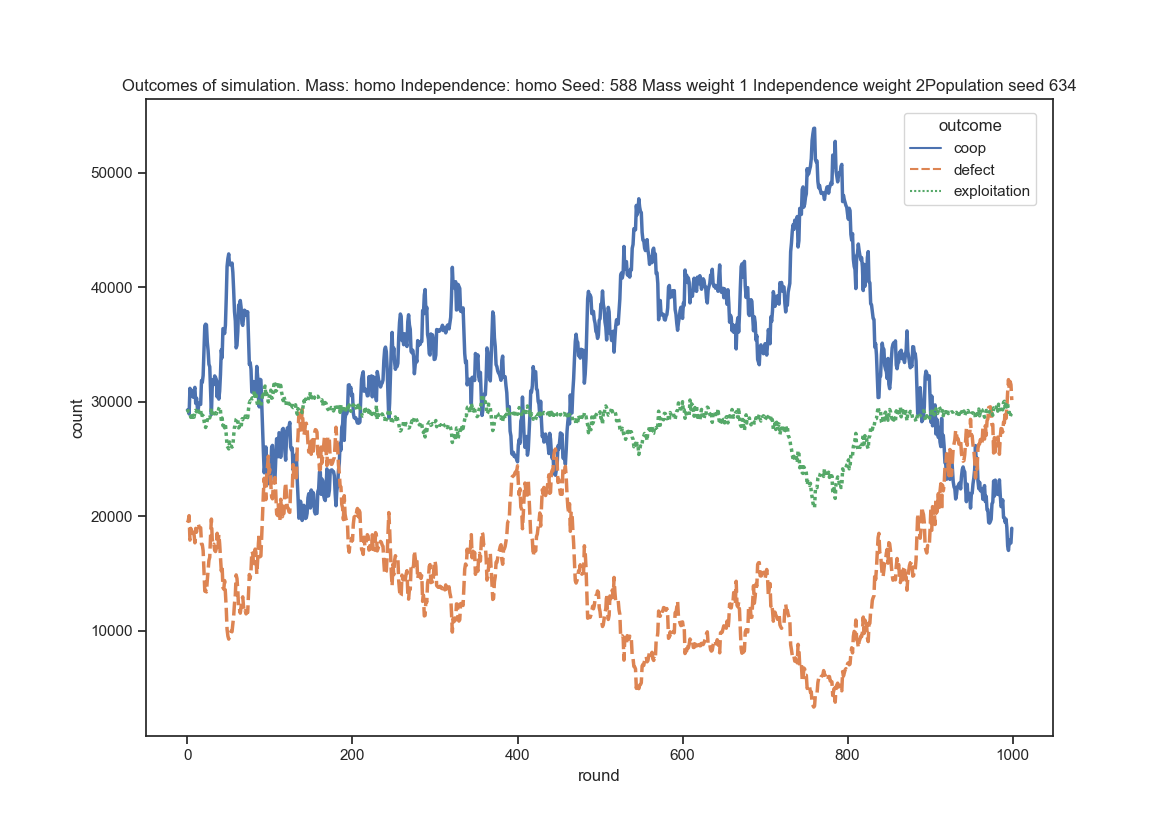 Outcomes of simulation. Mass: homo Independence: homo Seed: 588 Mass weight 1 Independence weight 2Population seed 634
outcome
coop
defect
exploitation
50000
40000
30000
20000
10000
count
0 200 400 600 800 1000
round